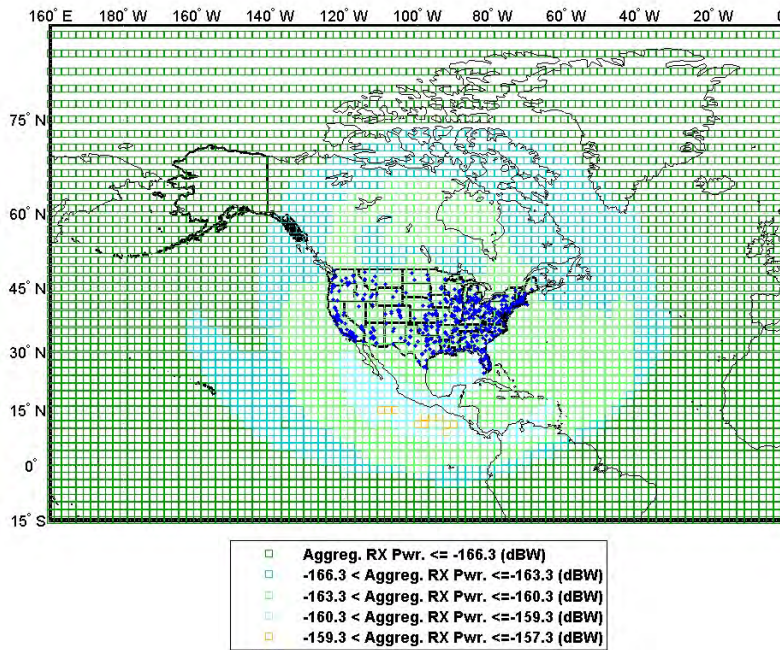 160° E 180° W 160° W 140° W 120° W 100° W 80° W 60° W 40° W 20° W 0
75° N
60° N
45° N
30° N
15° N
0°
15° S
Aggreg. RX Pwr. <= -166.3 (dBW)
-166.3 < Aggreg. RX Pwr. <=-163.3 (dBW)
-163.3 < Aggreg. RX Pwr. <=-160.3 (dBW)
-160.3 < Aggreg. RX Pwr. <=-159.3 (dBW)
-159.3 < Aggreg. RX Pwr. <=-157.3 (dBW)